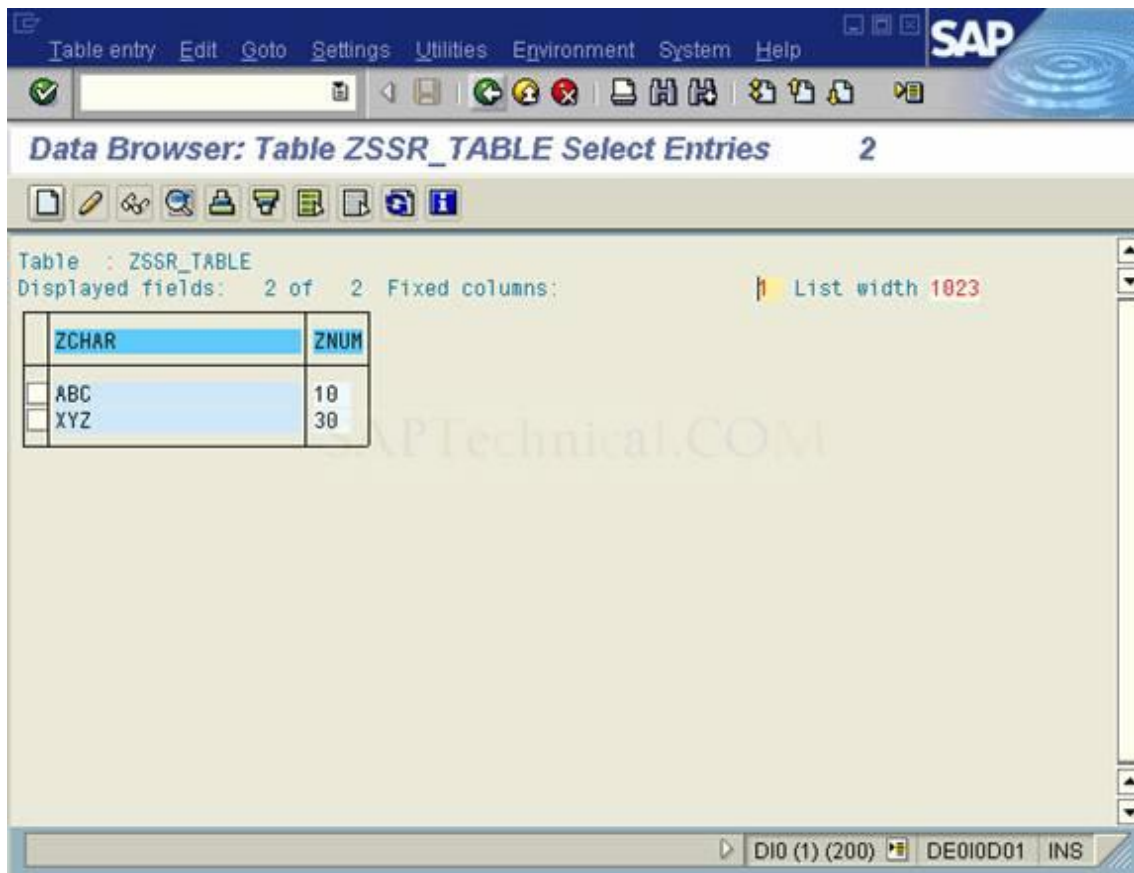 Table entry Edit Goto Settings Utilities Environment System Help
SAP
Data Browser: Table ZSSR_TABLE Select Entries 2
Table : ZSSR_TABLE
Displayed fields: 2 of 2 Fixed columns: 1 List width 1023
ZCHAR ZNUM
ABC 10
XYZ 30
SAPTechnical.COM
DI0 (1) (200) DE0I0D01 INS